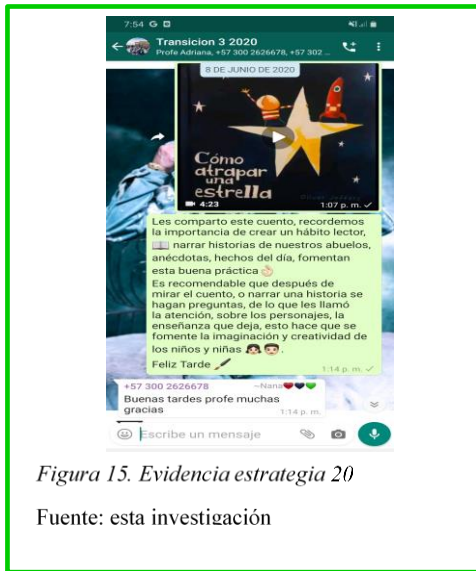 7:54 G
Transicion 3 2020
Profe Adriana, +57 300 2626678, +57 302 ...
8 DE JUNIO DE 2020
Cómo
atrapar
una
estrella
4:23
1:07 p. m.
Les comparto este cuento, recordemos
la importancia de crear un hábito lector,
📖 narrar historias de nuestros abuelos,
anécdotas, hechos del día, fomentan
esta buena práctica 👌🏻
Es recomendable que después de
mirar el cuento, o narrar una historia se
hagan preguntas, de lo que les llamó
la atención, sobre los personajes, la
enseñanza que deja, esto hace que se
fomente la imaginación y creatividad de
los niños y niñas 👧🏻👦🏻.
Feliz Tarde 🖌️
1:14 p. m.
+57 300 2626678 ~Nana❤️💙💚
Buenas tardes profe muchas
gracias
1:14 p. m.
Escribe un mensaje
Figura 15. Evidencia estrategia 20
Fuente: esta investigación